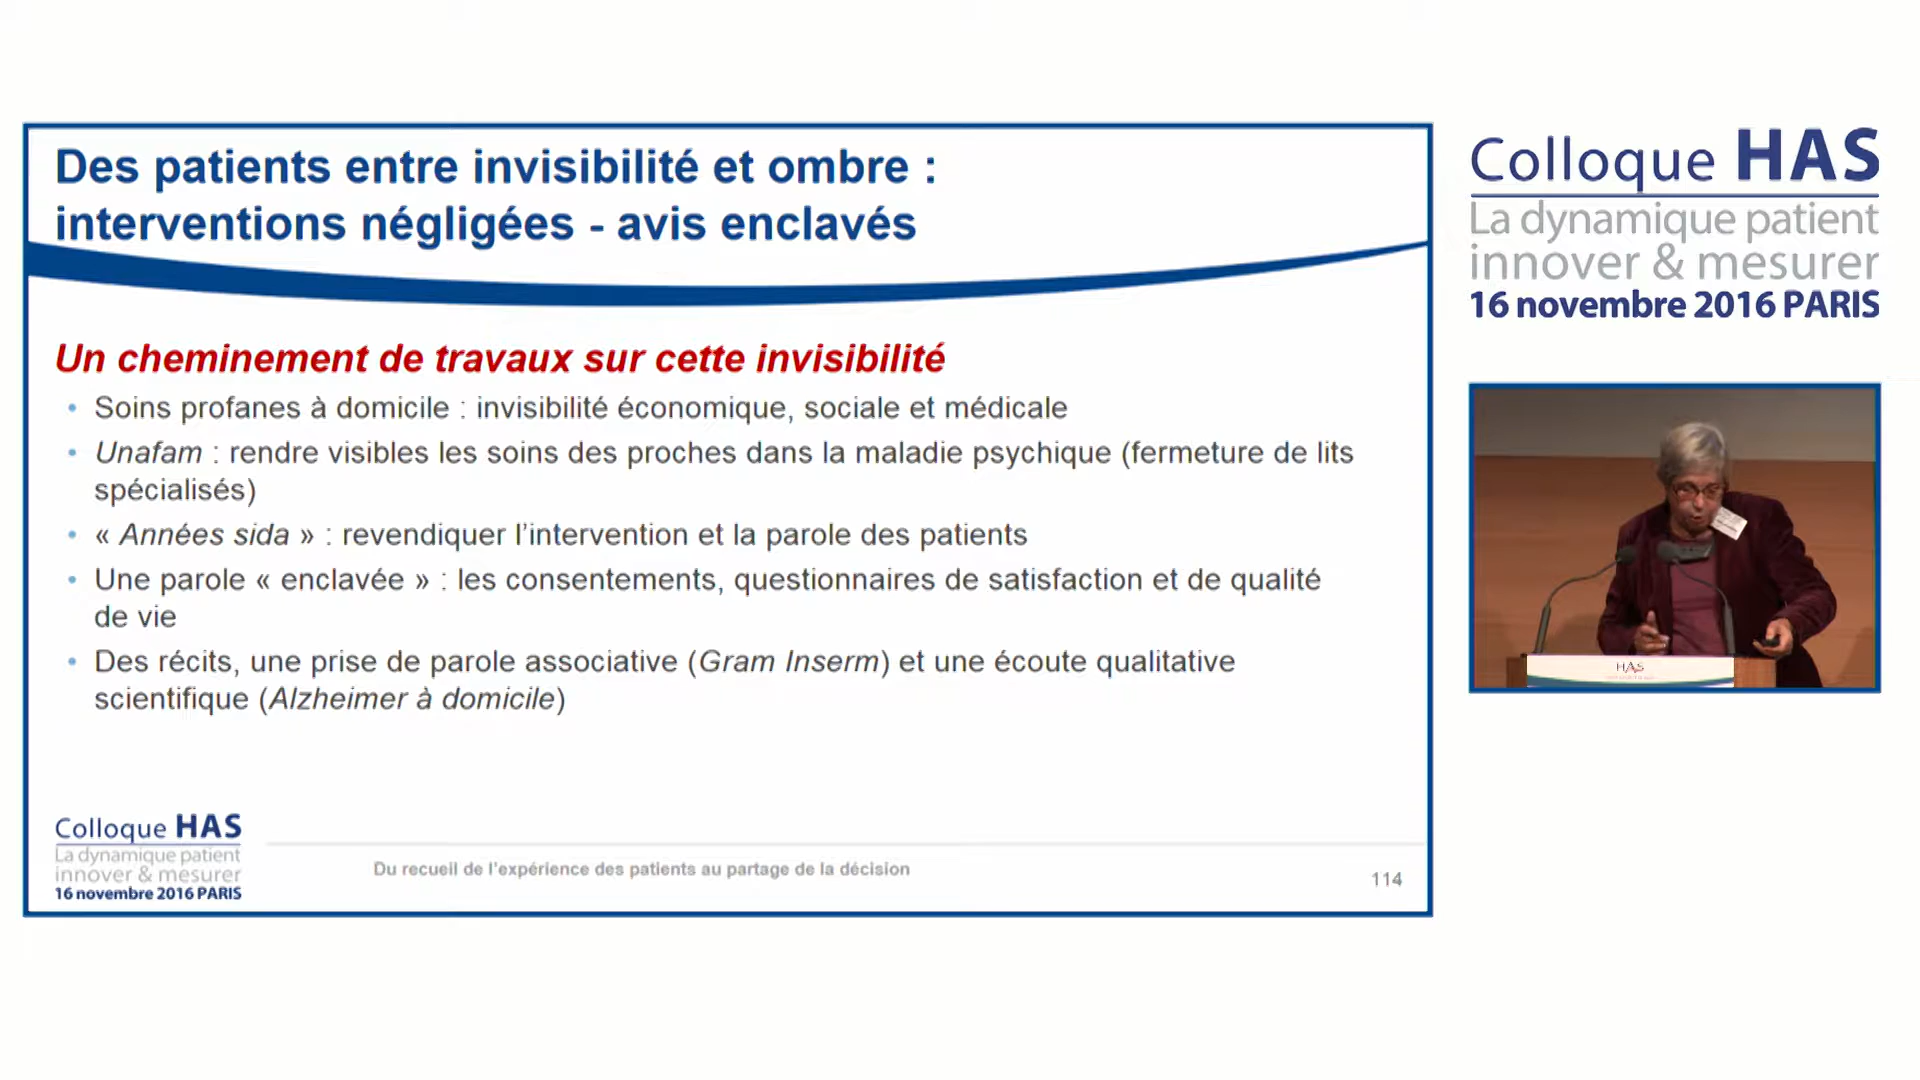 Des patients entre invisibilité et ombre :
interventions négligées - avis enclavés
Un cheminement de travaux sur cette invisibilité
• Soins profanes à domicile : invisibilité économique, sociale et médicale
• Unafam : rendre visibles les soins des proches dans la maladie psychique (fermeture de lits
spécialisés)
• « Années sida » : revendiquer l’intervention et la parole des patients
• Une parole « enclavée » : les consentements, questionnaires de satisfaction et de qualité
de vie
• Des récits, une prise de parole associative (Gram Inserm) et une écoute qualitative
scientifique (Alzheimer à domicile)
Colloque HAS
La dynamique patient
innover & mesurer
16 novembre 2016 PARIS
Du recueil de l’expérience des patients au partage de la décision
114
Colloque HAS
La dynamique patient
innover & mesurer
16 novembre 2016 PARIS
HAS